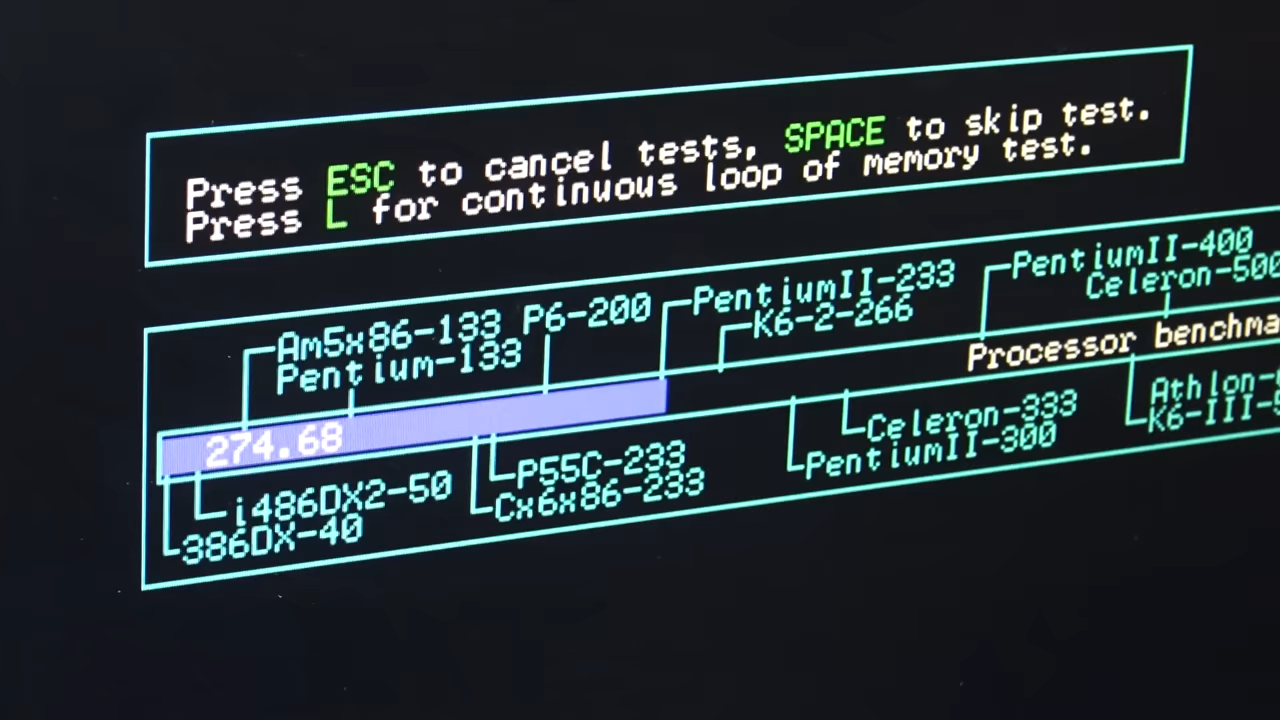 Press ESC to cancel tests, SPACE to skip test.
Press L for continuous loop of memory test.
PentiumII-400
Celeron-500
PentiumII-233
K6-2-266
Am5x86-133 P6-200
Pentium-133
Processor benchma
274.68
Celeron-333
PentiumII-300
Athlon-
K6-III-
P55C-233
Cx6x86-233
i486DX2-50
386DX-40